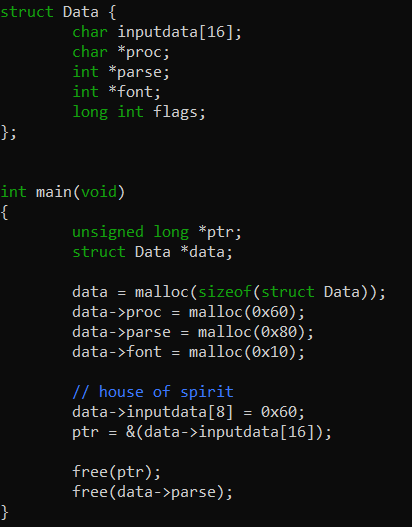 struct Data {
char inputdata[16];
char *proc;
int *parse;
int *font;
long int flags;
};
int main(void)
{
unsigned long *ptr;
struct Data *data;
data = malloc(sizeof(struct Data));
data->proc = malloc(0x60);
data->parse = malloc(0x80);
data->font = malloc(0x10);
// house of spirit
data->inputdata[8] = 0x60;
ptr = &(data->inputdata[16]);
free(ptr);
free(data->parse);
}